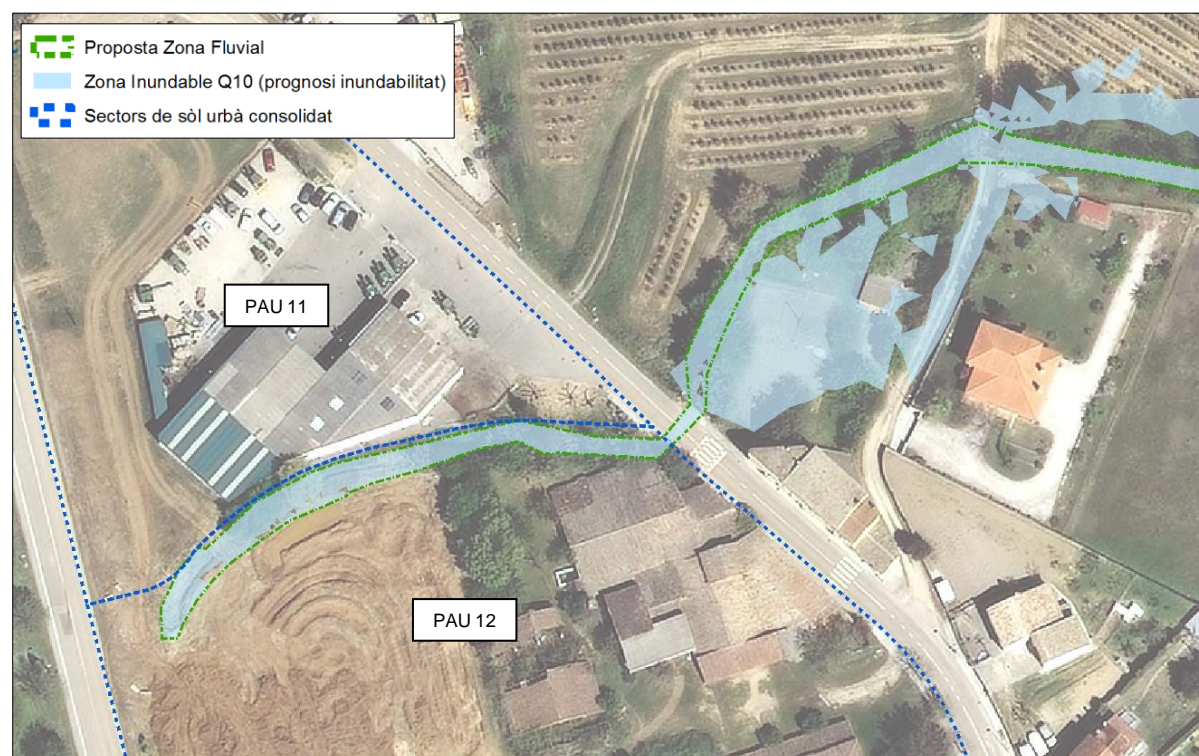 Proposta Zona Fluvial
Zona Inundable Q10 (prognosi inundabilitat)
Sectors de sòl urbà consolidat
PAU 11
PAU 12